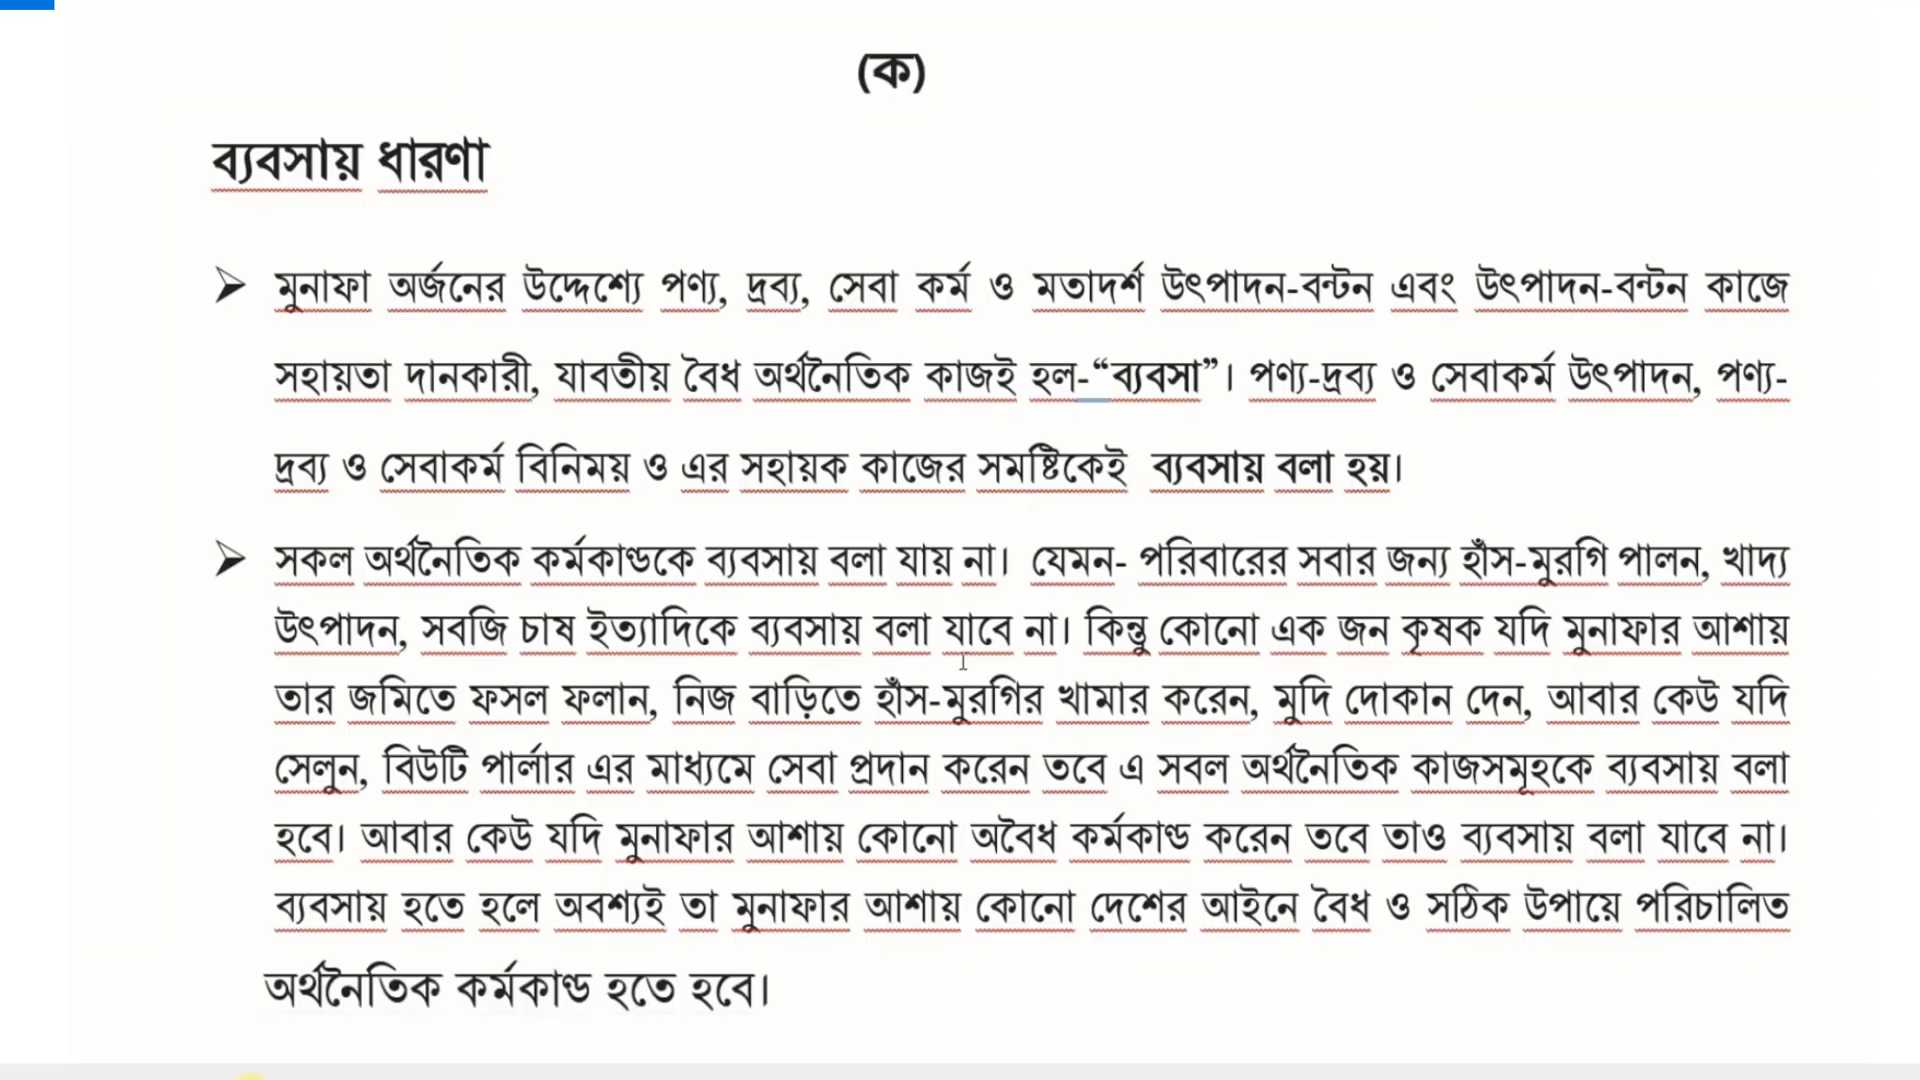 (ক)
ব্যবসায় ধারণা
➢ মুনাফা অর্জনের উদ্দেশ্যে পণ্য, দ্রব্য, সেবা কর্ম ও মতাদর্শ উৎপাদন-বন্টন এবং উৎপাদন-বন্টন কাজে
সহায়তা দানকারী, যাবতীয় বৈধ অর্থনৈতিক কাজই হল-“ব্যবসা”। পণ্য-দ্রব্য ও সেবাকর্ম উৎপাদন, পণ্য-
দ্রব্য ও সেবাকর্ম বিনিময় ও এর সহায়ক কাজের সমষ্টিকেই ব্যবসায় বলা হয়।
➢ সকল অর্থনৈতিক কর্মকাণ্ডকে ব্যবসায় বলা যায় না। যেমন- পরিবারের সবার জন্য হাঁস-মুরগি পালন, খাদ্য
উৎপাদন, সবজি চাষ ইত্যাদিকে ব্যবসায় বলা যাবে না। কিন্তু কোনো এক জন কৃষক যদি মুনাফার আশায়
তার জমিতে ফসল ফলান, নিজ বাড়িতে হাঁস-মুরগির খামার করেন, মুদি দোকান দেন, আবার কেউ যদি
সেলুন, বিউটি পার্লার এর মাধ্যমে সেবা প্রদান করেন তবে এ সবল অর্থনৈতিক কাজসমূহকে ব্যবসায় বলা
হবে। আবার কেউ যদি মুনাফার আশায় কোনো অবৈধ কর্মকাণ্ড করেন তবে তাও ব্যবসায় বলা যাবে না।
ব্যবসায় হতে হলে অবশ্যই তা মুনাফার আশায় কোনো দেশের আইনে বৈধ ও সঠিক উপায়ে পরিচালিত
অর্থনৈতিক কর্মকাণ্ড হতে হবে।